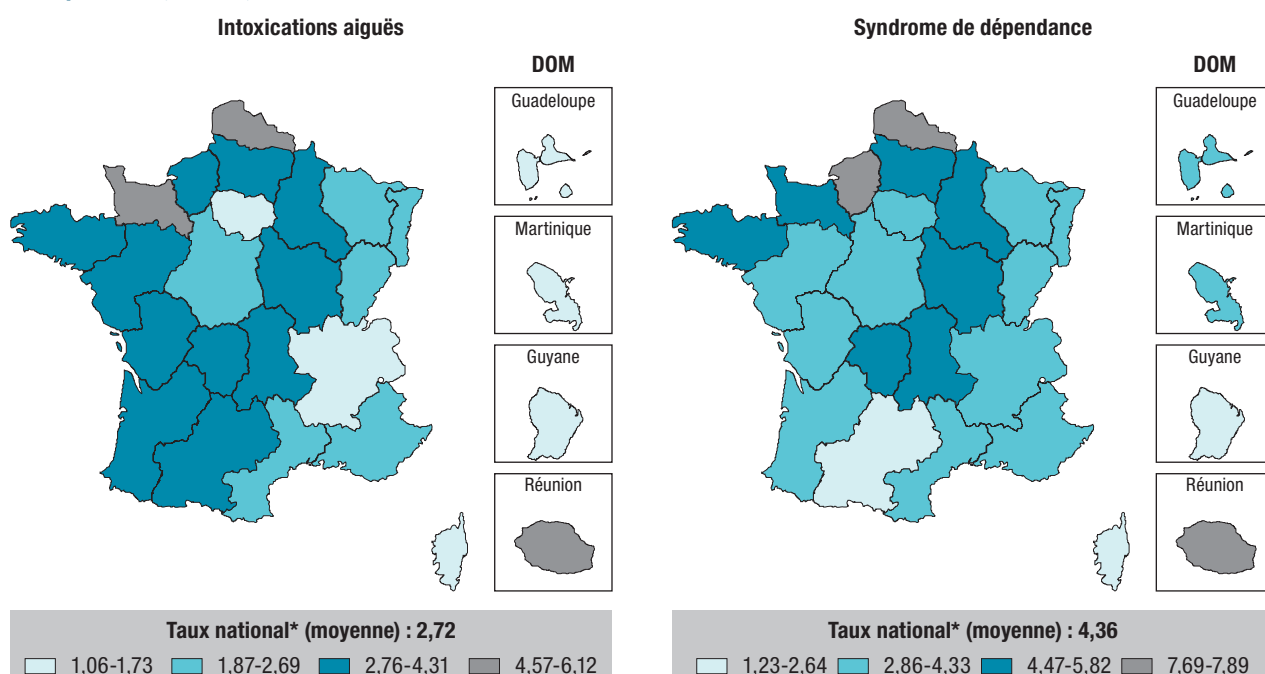 Intoxications aiguës
DOM
Guadeloupe
Martinique
Guyane
Réunion
Taux national* (moyenne) : 2,72
1,06-1,73 1,87-2,69 2,76-4,31 4,57-6,12
Syndrome de dépendance
DOM
Guadeloupe
Martinique
Guyane
Réunion
Taux national* (moyenne) : 4,36
1,23-2,64 2,86-4,33 4,47-5,82 7,69-7,89